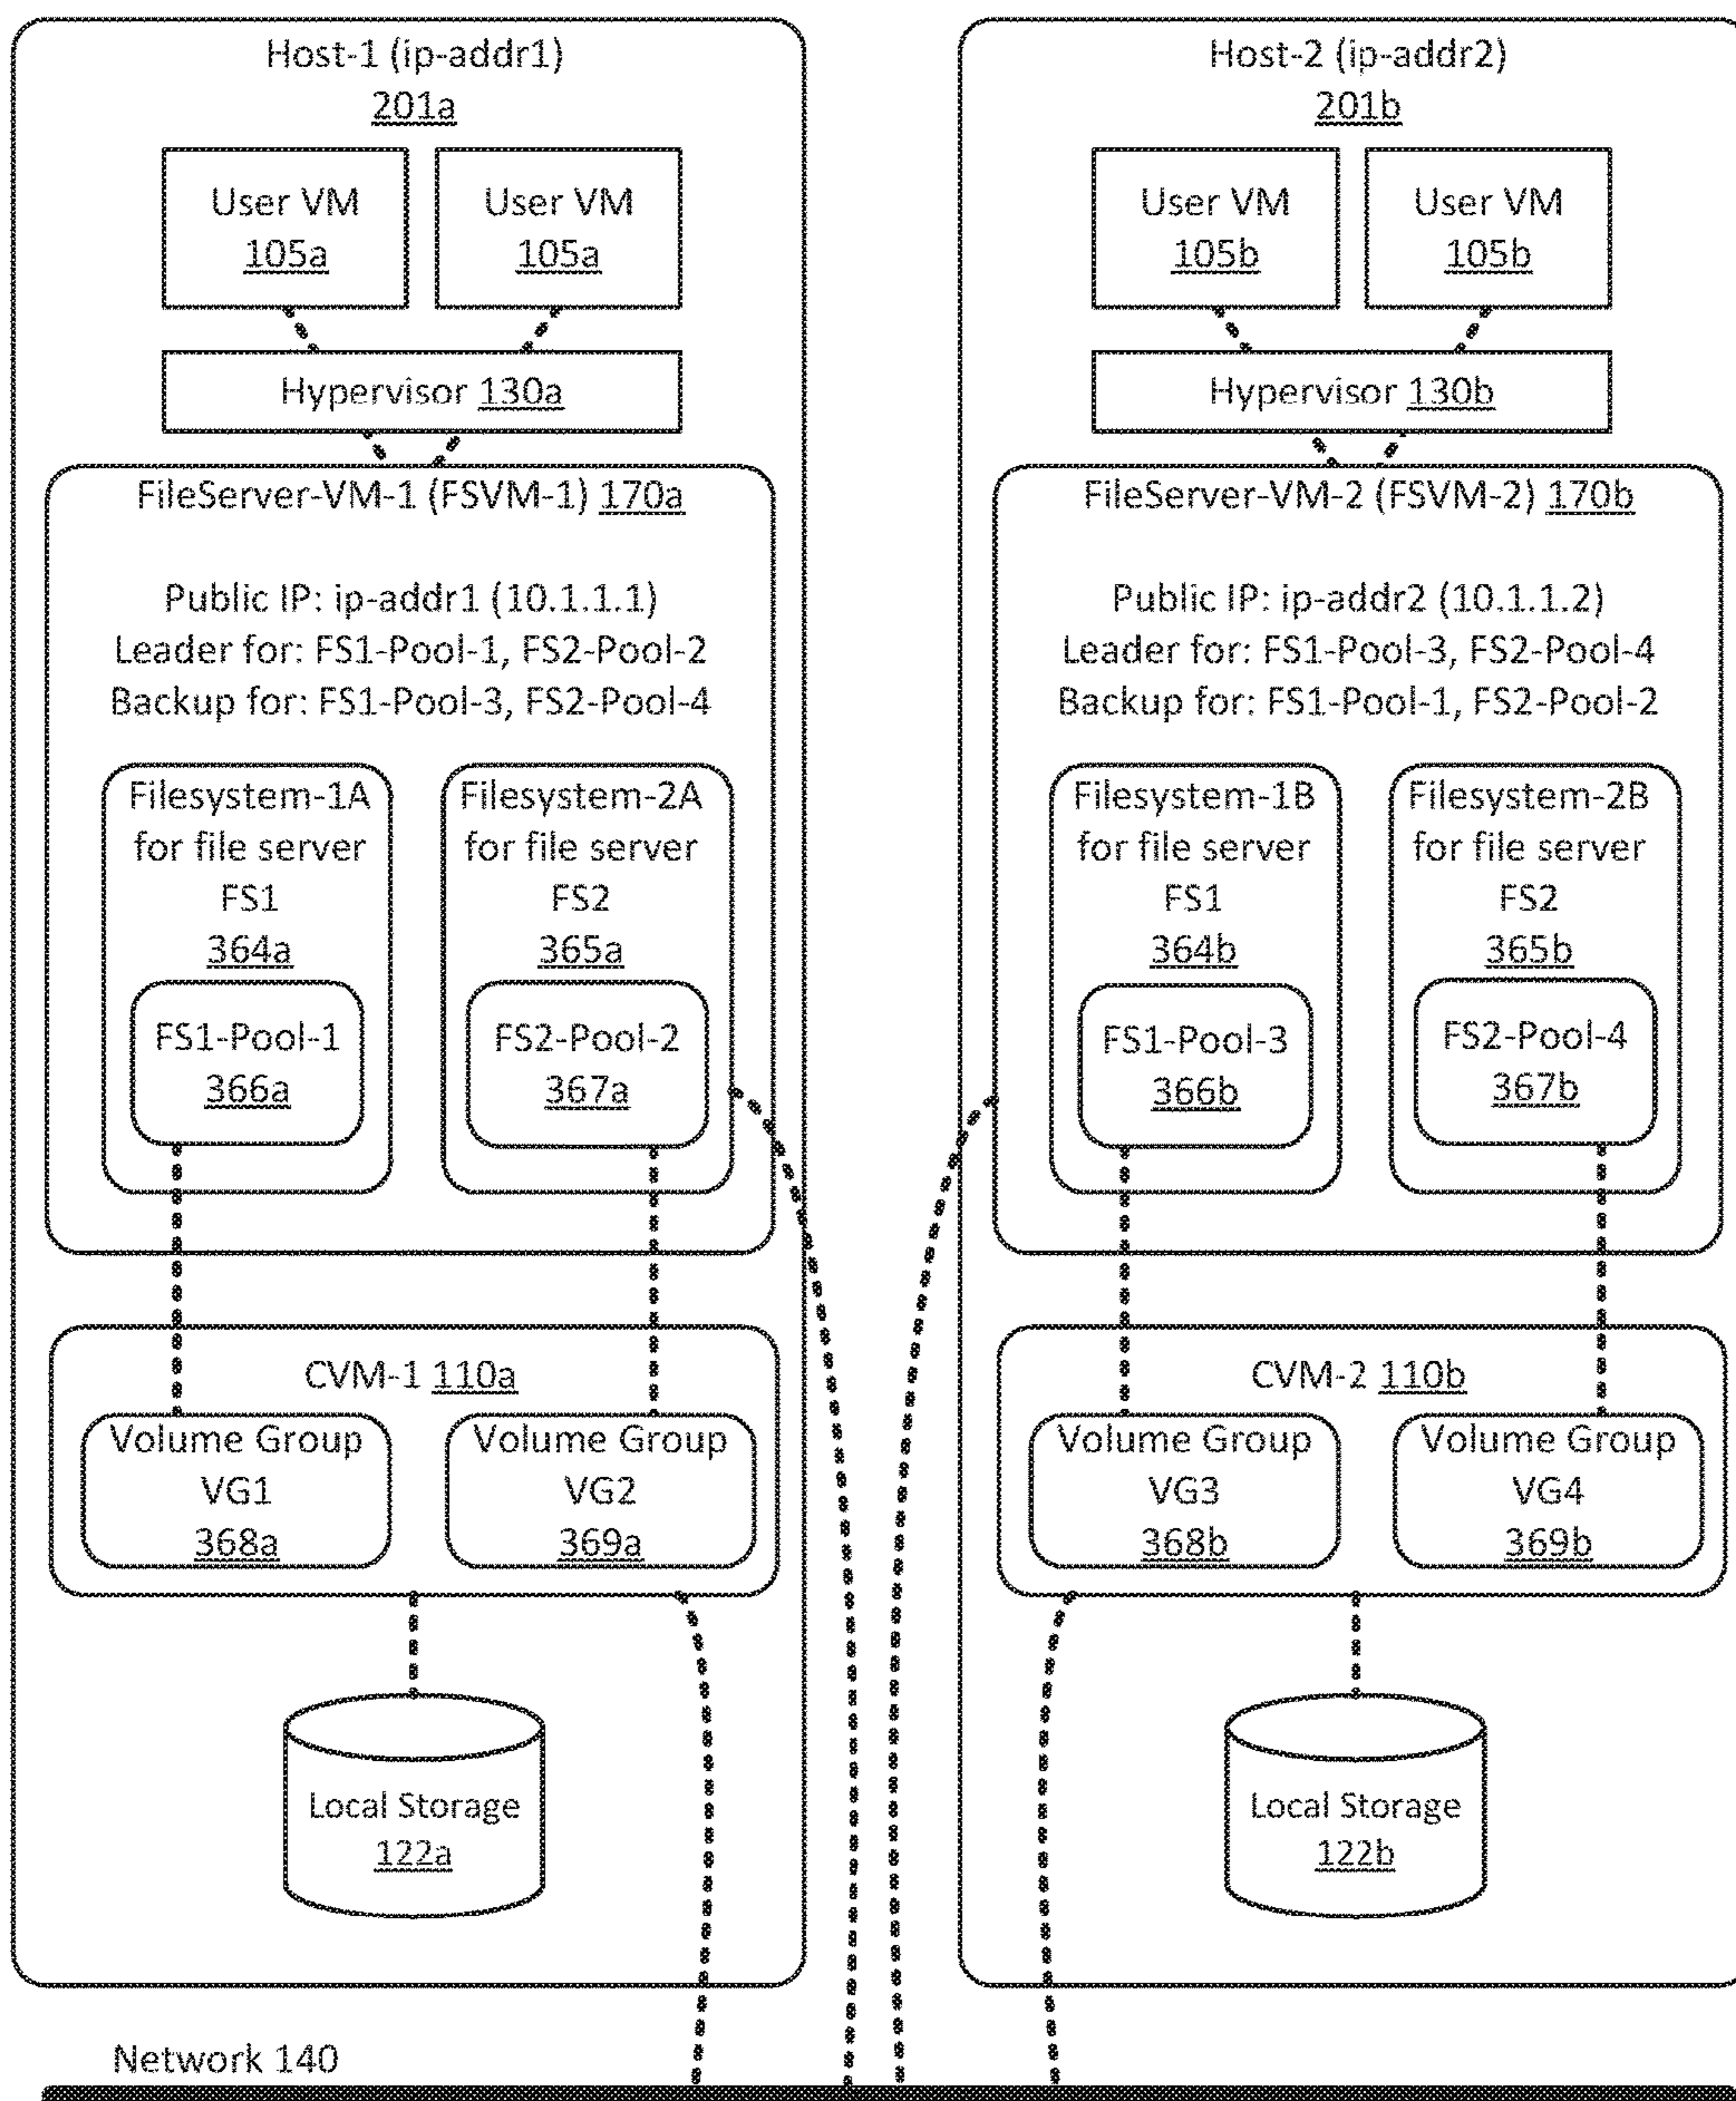 Host-1 (ip-addr1)
201a
User VM
105a
User VM
105a
Hypervisor 130a
FileServer-VM-1 (FSVM-1) 170a
Public IP: ip-addr1 (10.1.1.1)
Leader for: FS1-Pool-1, FS2-Pool-2
Backup for: FS1-Pool-3, FS2-Pool-4
Filesystem-1A
for file server
FS1
364a
FS1-Pool-1
366a
Filesystem-2A
for file server
FS2
365a
FS2-Pool-2
367a
CVM-1 110a
Volume Group
VG1
368a
Volume Group
VG2
369a
Local Storage
122a
Host-2 (ip-addr2)
201b
User VM
105b
User VM
105b
Hypervisor 130b
FileServer-VM-2 (FSVM-2) 170b
Public IP: ip-addr2 (10.1.1.2)
Leader for: FS1-Pool-3, FS2-Pool-4
Backup for: FS1-Pool-1, FS2-Pool-2
Filesystem-1B
for file server
FS1
364b
FS1-Pool-3
366b
Filesystem-2B
for file server
FS2
365b
FS2-Pool-4
367b
CVM-2 110b
Volume Group
VG3
368b
Volume Group
VG4
369b
Local Storage
122b
Network 140